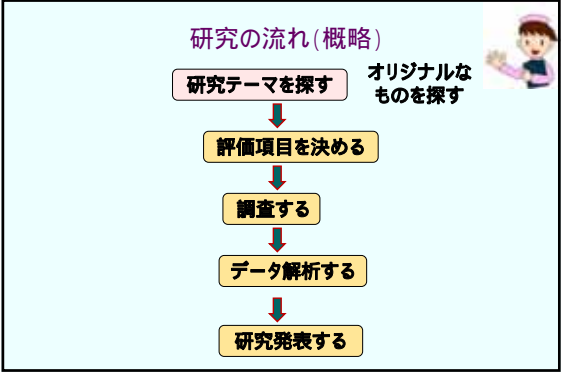 研究の流れ(概略)
研究テーマを探す
オリジナルな
ものを探す
評価項目を決める
調査する
データ解析する
研究発表する